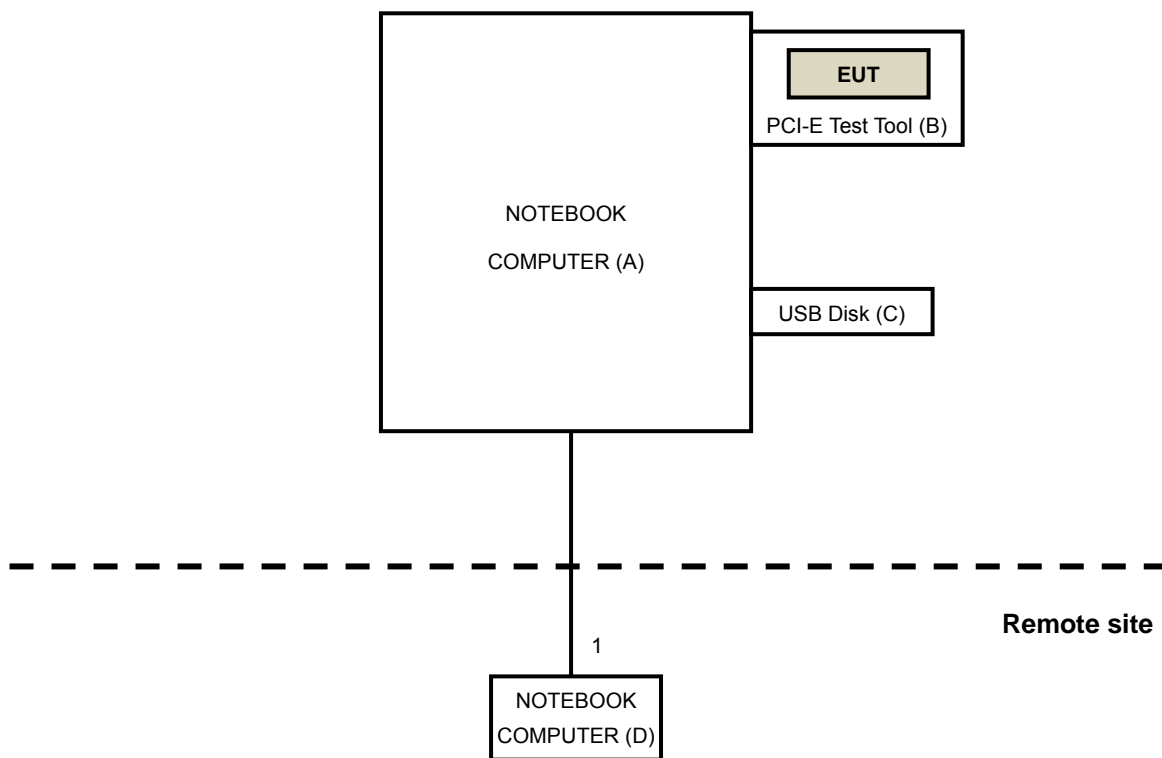 EUT
PCI-E Test Tool (B)
NOTEBOOK
COMPUTER (A)
USB Disk (C)
Remote site
1
NOTEBOOK
COMPUTER (D)